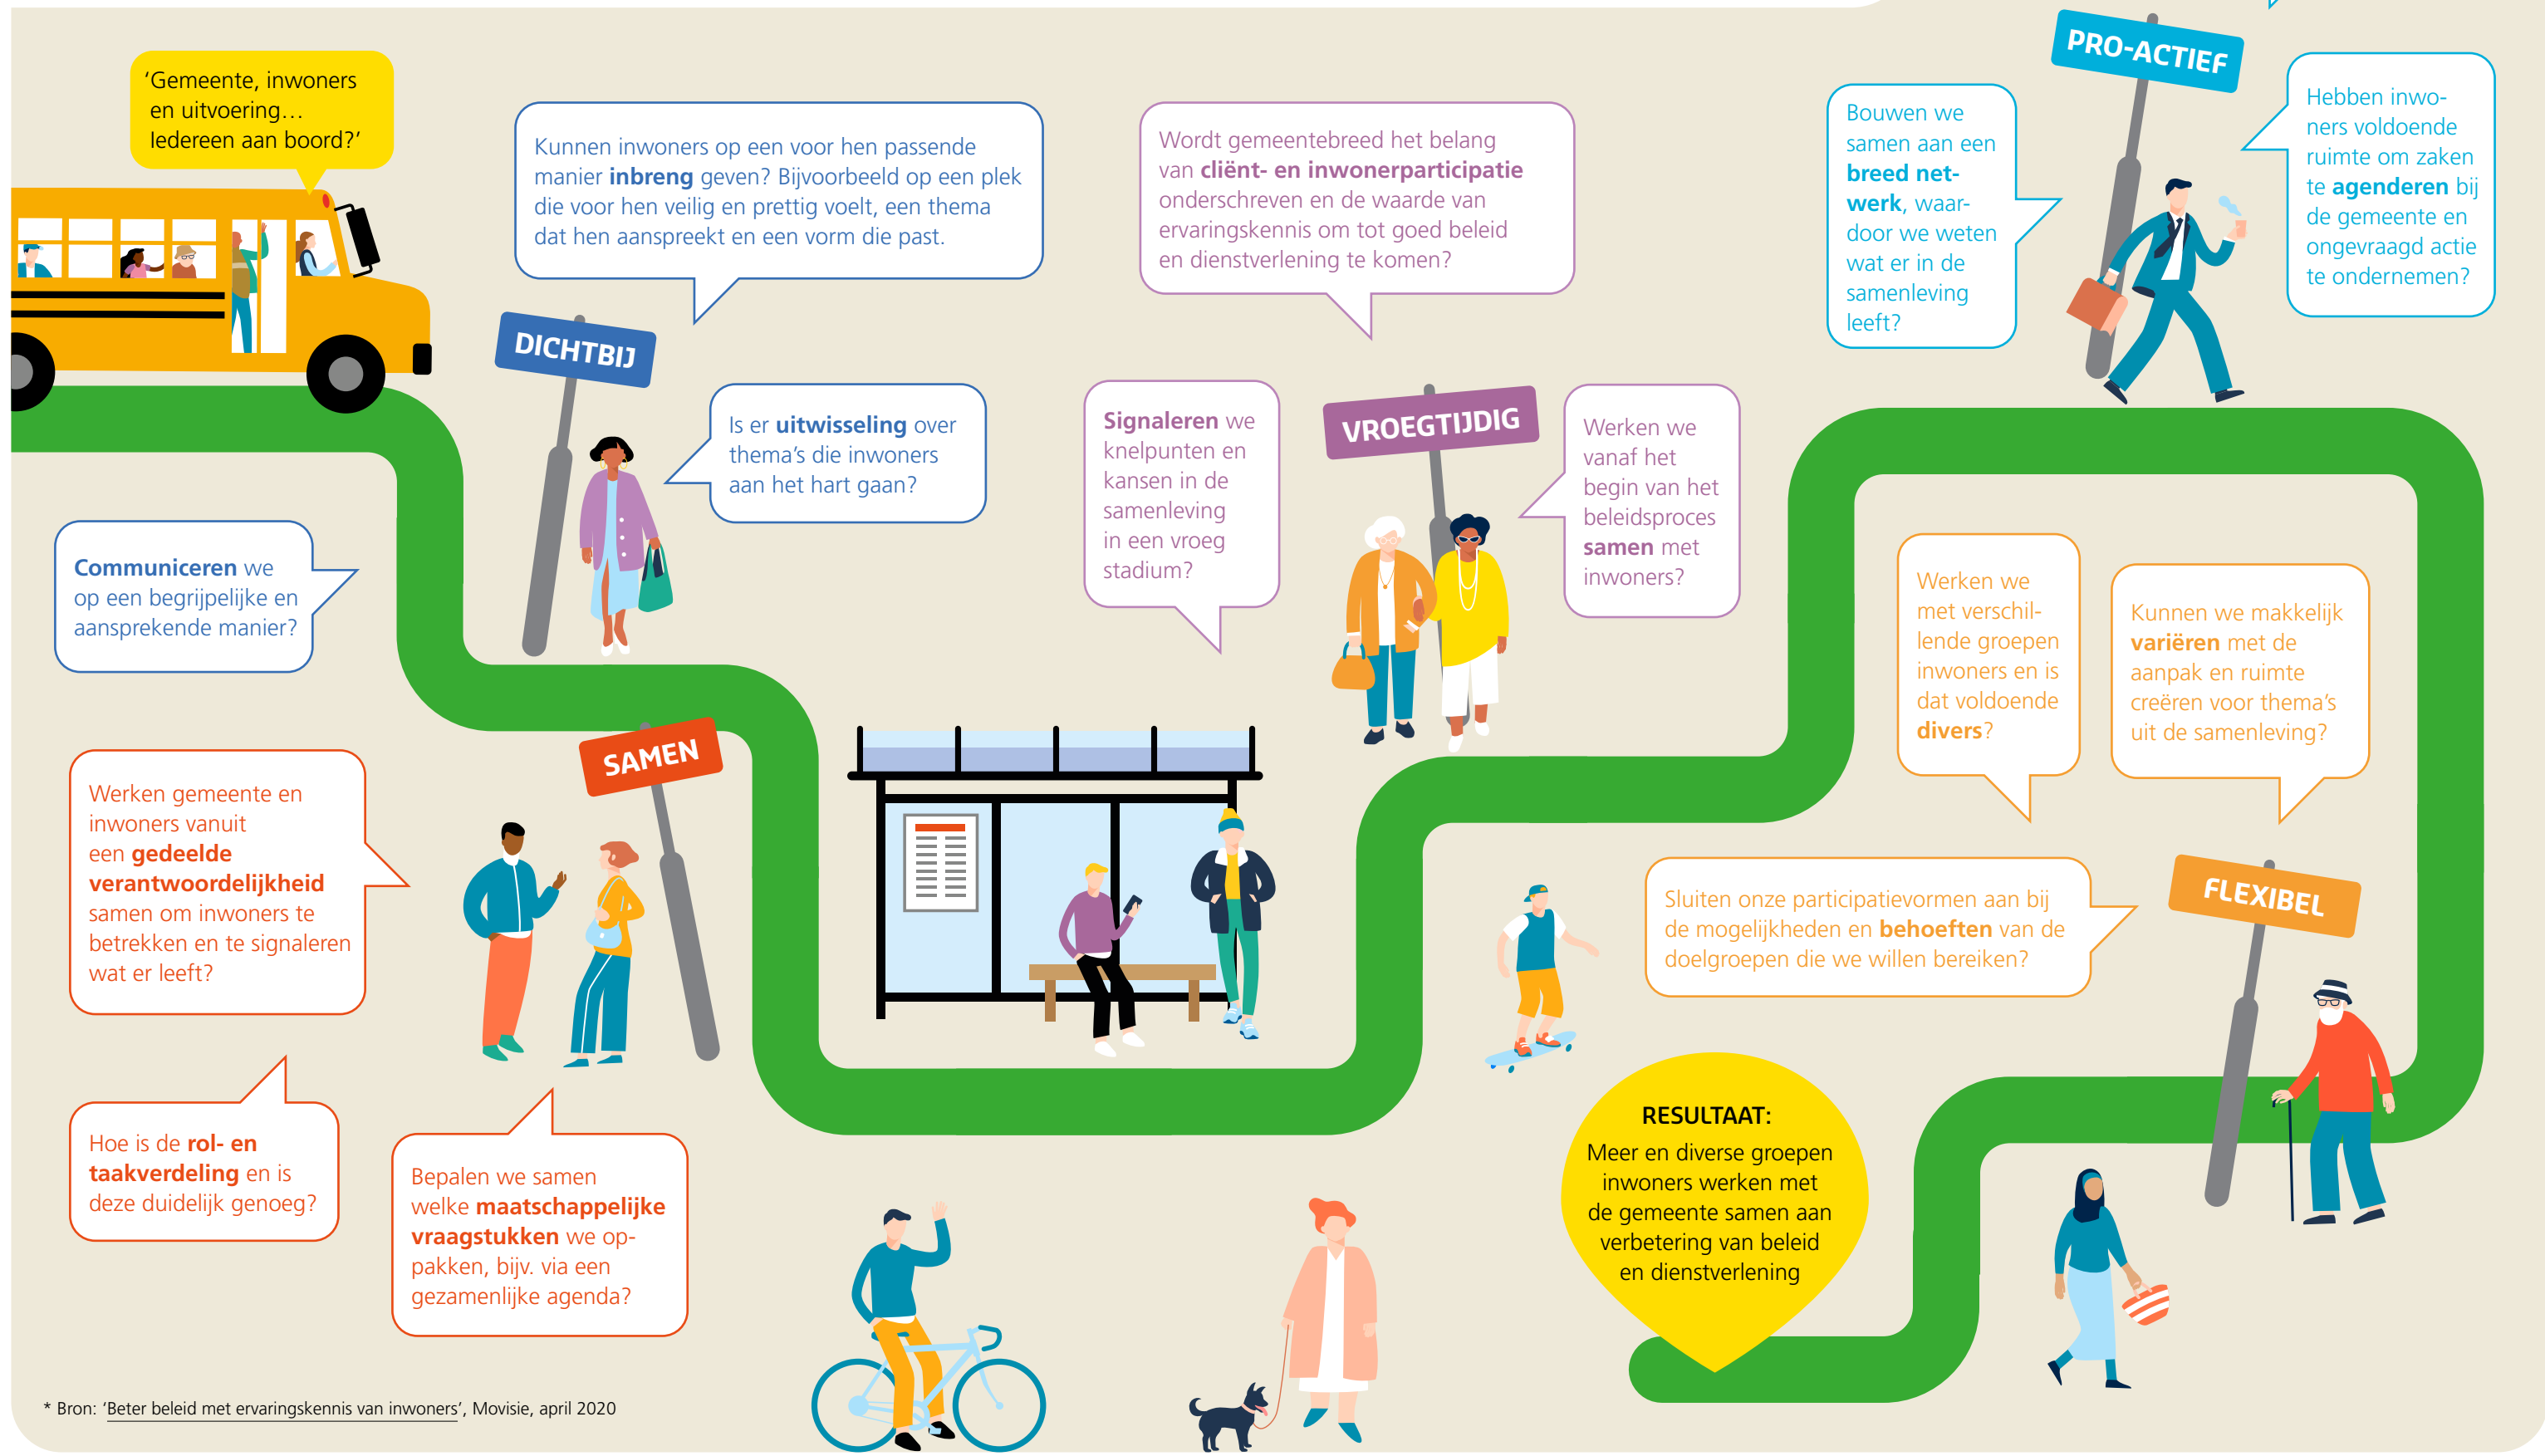 ‘Gemeente, inwoners
en uitvoering…
Iedereen aan boord?’
DICHTBIJ
Kunnen inwoners op een voor hen passende
manier inbreng geven? Bijvoorbeeld op een plek
die voor hen veilig en prettig voelt, een thema
dat hen aanspreekt en een vorm die past.
Is er uitwisseling over
thema’s die inwoners
aan het hart gaan?
Communiceren we
op een begrijpelijke en
aansprekende manier?
SAMEN
Werken gemeente en
inwoners vanuit
een gedeelde
verantwoordelijkheid
samen om inwoners te
betrekken en te signaleren
wat er leeft?
Hoe is de rol- en
taakverdeling en is
deze duidelijk genoeg?
Bepalen we samen
welke maatschappelijke
vraagstukken we op-
pakken, bijv. via een
gezamenlijke agenda?
VROEGTIJDIG
Wordt gemeentebreed het belang
van cliënt- en inwonerparticipatie
onderschreven en de waarde van
ervaringskennis om tot goed beleid
en dienstverlening te komen?
Signaleren we
knelpunten en
kansen in de
samenleving
in een vroeg
stadium?
Werken we
vanaf het
begin van het
beleidsproces
samen met
inwoners?
PRO-ACTIEF
Bouwen we
samen aan een
breed net-
werk, waar-
door we weten
wat er in de
samenleving
leeft?
Hebben inwo-
ners voldoende
ruimte om zaken
te agenderen bij
de gemeente en
ongevraagd actie
te ondernemen?
FLEXIBEL
Werken we
met verschil-
lende groepen
inwoners en is
dat voldoende
divers?
Kunnen we makkelijk
variëren met de
aanpak en ruimte
creëren voor thema’s
uit de samenleving?
Sluiten onze participatievormen aan bij
de mogelijkheden en behoeften van de
doelgroepen die we willen bereiken?
RESULTAAT:
Meer en diverse groepen
inwoners werken met
de gemeente samen aan
verbetering van beleid
en dienstverlening
* Bron: ‘Beter beleid met ervaringskennis van inwoners’, Movisie, april 2020